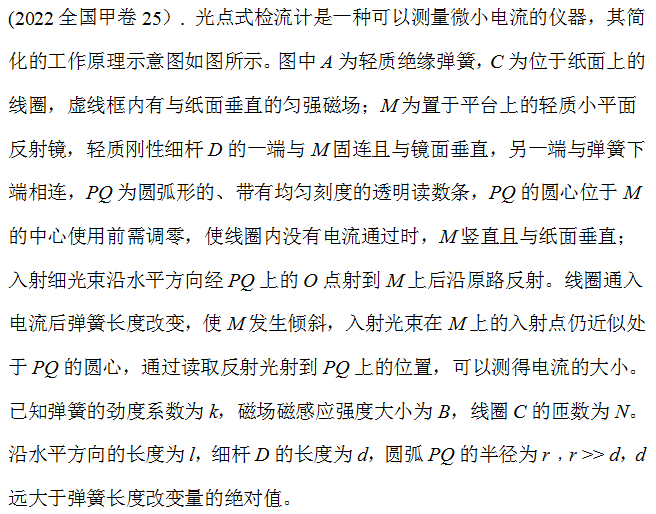 (2022 全国甲卷 25）. 光点式检流计是一种可以测量微小电流的仪器，其简
化的工作原理示意图如图所示。图中 A 为轻质绝缘弹簧，C 为位于纸面上的
线圈，虚线框内有与纸面垂直的匀强磁场；M 为置于平台上的轻质小平面
反射镜，轻质刚性细杆 D 的一端与 M 固连且与镜面垂直，另一端与弹簧下
端相连，PQ 为圆弧形的、带有均匀刻度的透明读数条，PQ 的圆心位于 M
的中心使用前需调零，使线圈内没有电流通过时，M 竖直且与纸面垂直；
入射细光束沿水平方向经 PQ 上的 O 点射到 M 上后沿原路反射。线圈通入
电流后弹簧长度改变，使 M 发生倾斜，入射光束在 M 上的入射点仍近似处
于 PQ 的圆心，通过读取反射光射到 PQ 上的位置，可以测得电流的大小。
已知弹簧的劲度系数为 k，磁场磁感应强度大小为 B，线圈 C 的匝数为 N。
沿水平方向的长度为 l，细杆 D 的长度为 d，圆弧 PQ 的半径为 r﹐r >> d，d
远大于弹簧长度改变量的绝对值。